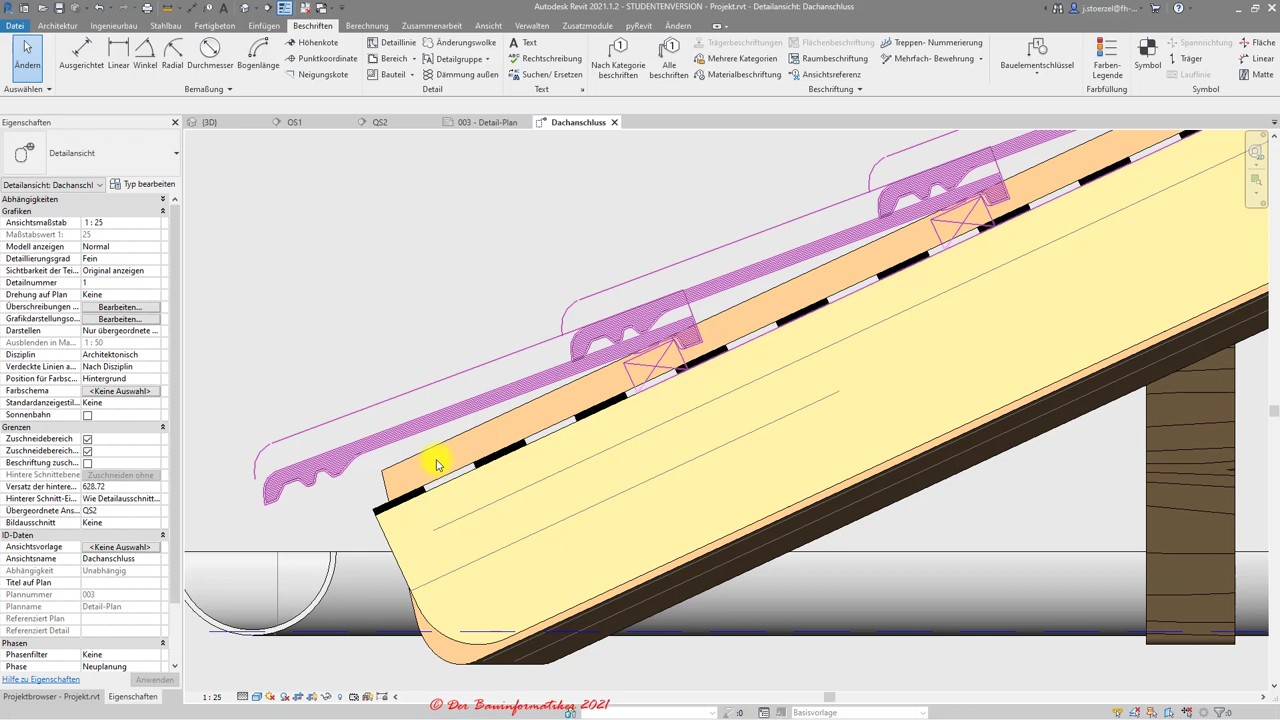 Autodesk Revit 2021.1.2 - STUDENTENVERSION - Projekt.rvt - Detailansicht: Dachanschluss
j.stoerzel@fh-...
Datei Architektur Ingenieurbau Stahlbau Fertigteil Gebäudetechnik Einfügen Beschriften Berechnung Zusammenarbeit Ansicht Verwalten Zusatzmodule pyRevit Ändern
Ändern
Ausgerichtet Linear Winkel Radial Durchmesser Bogenlänge
Höhenkote
Punktkoordinate
Neigungskote
Detaillinie Änderungswolke
Bereich Detailgruppe
Bauteil Dämmung außen
Text
Rechtschreibung
Suchen/ Ersetzen
Nach Kategorie beschriften
Alle beschriften
Trägerbeschriftungen Flächenbeschriftung Treppen- Nummerierung
Mehrere Kategorien Raumbeschriftung Mehrfach- Bewehrung
Materialbeschriftung Ansichtsreferenz
Bauelementschlüssel
Farben-Legende
Symbol
Spannrichtung Fläche
Träger Linear
Lauflinie Matte
Auswählen Bemaßung Detail Text Beschriftung Farbfüllung Symbol
Eigenschaften
{3D} OS1 QS2 003 - Detail-Plan Dachanschluss
Detailansicht
Detailansicht: Dachanschl Typ bearbeiten
Abhängigkeiten
Grafiken
Ansichtsmaßstab 1 : 25
Maßstabswert 1: 25
Modell anzeigen Normal
Detaillierungsgrad Fein
Sichtbarkeit der Tei... Original anzeigen
Detailnummer 1
Drehung auf Plan Keine
Überschreibungen ... Bearbeiten...
Grafikdarstellungso... Bearbeiten...
Darstellen Nur übergeordnete ...
Ausblenden in Ma... 1 : 50
Disziplin Architektonisch
Verdeckte Linien a... Nach Disziplin
Position für Farbsc... Hintergrund
Farbschema <Keine Auswahl>
Standardanzeigestil... Keine
Sonnenbahn
Grenzen
Zuschneidebereich
Zuschneidebereich...
Beschriftung zusch...
Hintere Schnittebene Zuschneiden ohne
Versatz der hintere... 628.72
Hinterer Schnitt-Ei... Wie Detailausschnitt...
Übergeordnete Ans... QS2
Bildausschnitt Keine
ID-Daten
Ansichtsvorlage <Keine Auswahl>
Ansichtsname Dachanschluss
Abhängigkeit Unabhängig
Titel auf Plan
Plannummer 003
Planname Detail-Plan
Referenziert Plan
Referenziert Detail
Phasen
Phasenfilter Keine
Phase Neuplanung
Hilfe zu Eigenschaften Anwenden
Projektbrowser - Projekt.rvt Eigenschaften
1 : 25
© Der Bauinformatiker 2021
:0 Basisvorlage :0